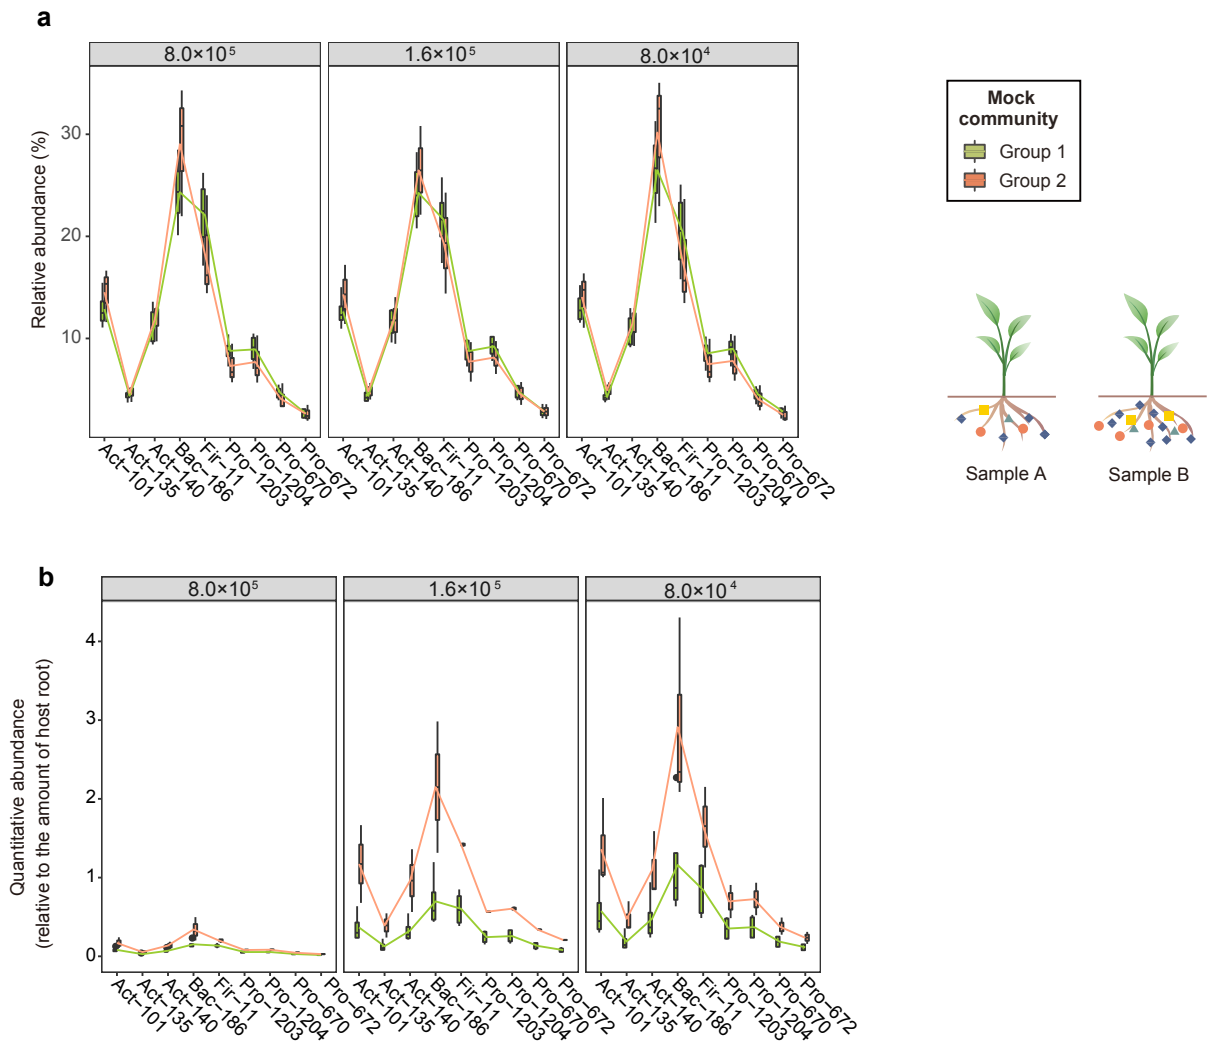 a
8.0×10⁵ 1.6×10⁵ 8.0×10⁴
Relative abundance (%)
30
20
10
Act−101 Act−135 Act−140 Bac−186 Fir−11 Pro−1203 Pro−1204 Pro−670 Pro−672
Act−101 Act−135 Act−140 Bac−186 Fir−11 Pro−1203 Pro−1204 Pro−670 Pro−672
Act−101 Act−135 Act−140 Bac−186 Fir−11 Pro−1203 Pro−1204 Pro−670 Pro−672
Mock
community
Group 1
Group 2
Sample A Sample B
b
8.0×10⁵ 1.6×10⁵ 8.0×10⁴
Quantitative abundance
(relative to the amount of host root)
4
3
2
1
0
Act−101 Act−135 Act−140 Bac−186 Fir−11 Pro−1203 Pro−1204 Pro−670 Pro−672
Act−101 Act−135 Act−140 Bac−186 Fir−11 Pro−1203 Pro−1204 Pro−670 Pro−672
Act−101 Act−135 Act−140 Bac−186 Fir−11 Pro−1203 Pro−1204 Pro−670 Pro−672